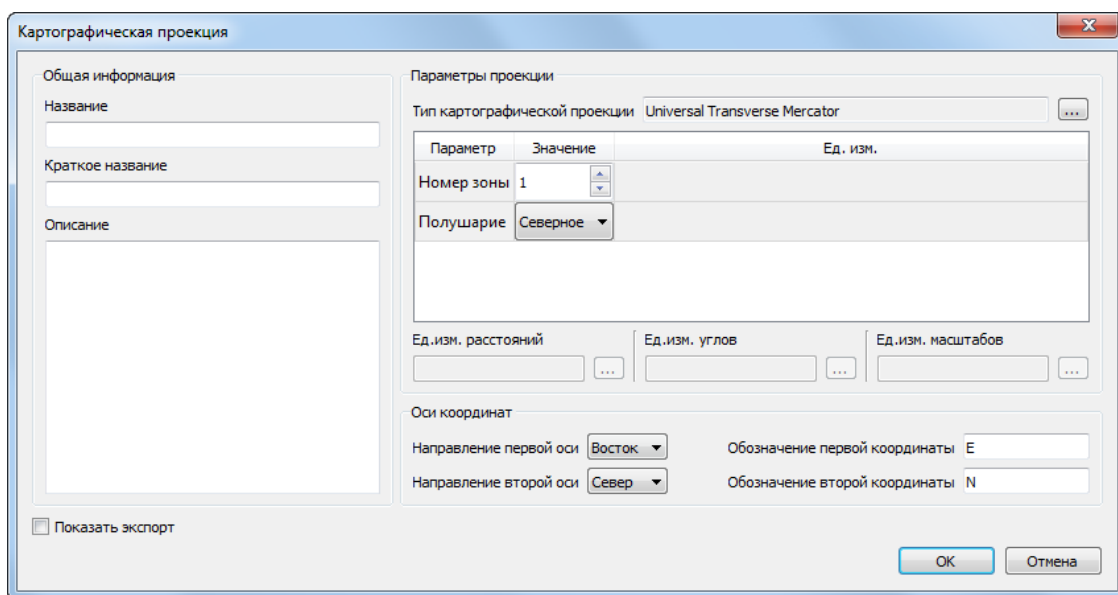 Картографическая проекция
Общая информация
Название
Краткое название
Описание
Показать экспорт
Параметры проекции
Тип картографической проекции Universal Transverse Mercator ...
Параметр Значение Ед. изм.
Номер зоны 1
Полушарие Северное
Ед.изм. расстояний Ед.изм. углов Ед.изм. масштабов
... ... ...
Оси координат
Направление первой оси Восток Обозначение первой координаты E
Направление второй оси Север Обозначение второй координаты N
OK Отмена